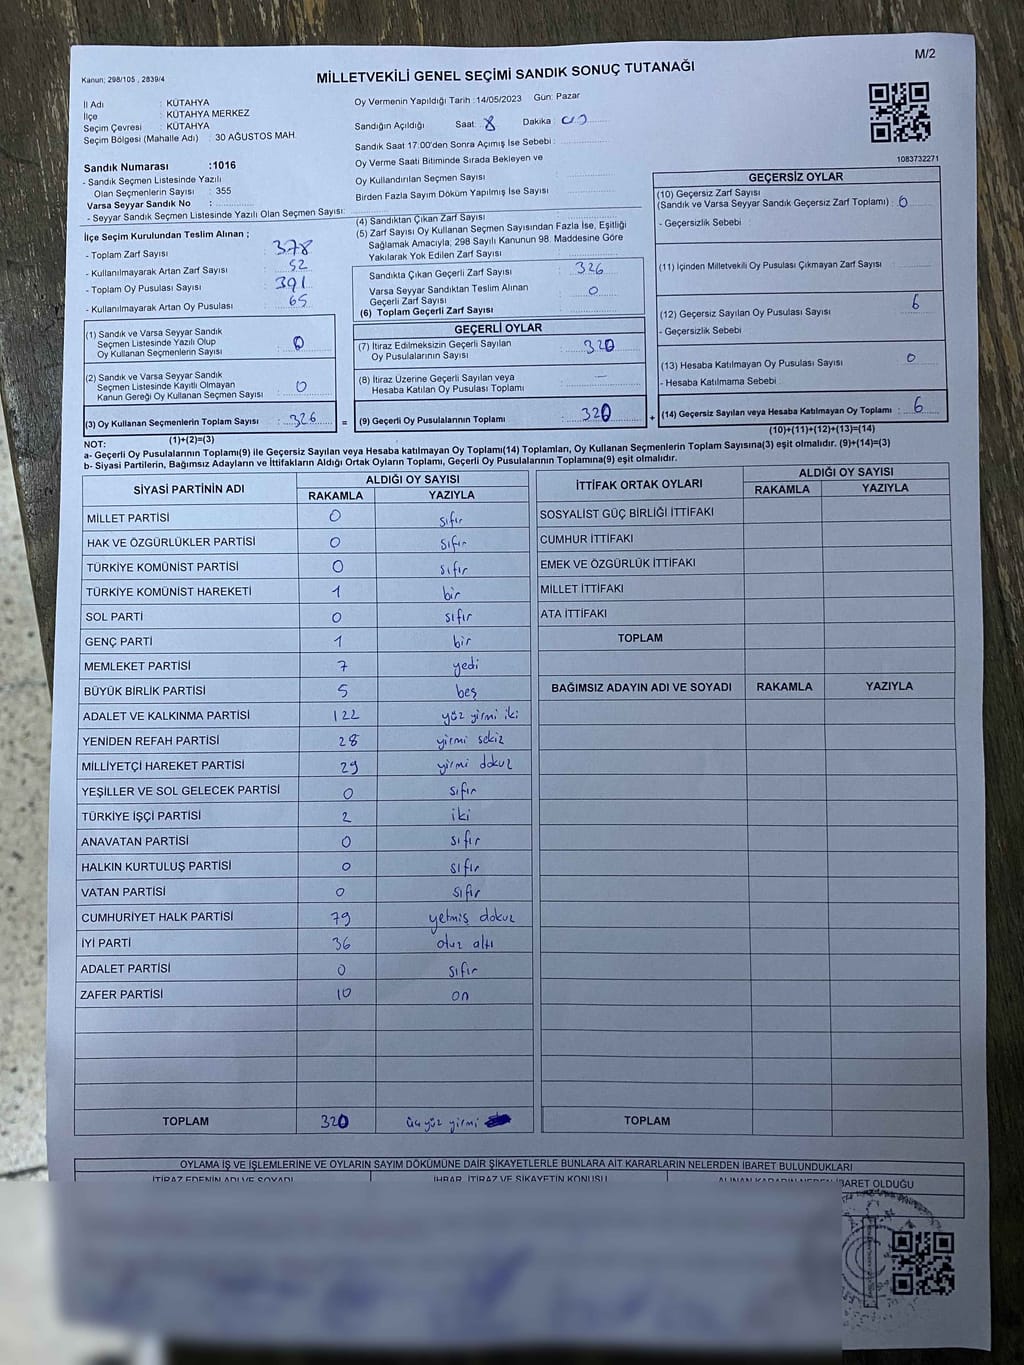 M/2
Kanun; 298/105 , 2839/4
MİLLETVEKİLİ GENEL SEÇİMİ SANDIK SONUÇ TUTANAĞI
İl Adı : KÜTAHYA
İlçe : KÜTAHYA MERKEZ
Seçim Çevresi : KÜTAHYA
Seçim Bölgesi (Mahalle Adı) : 30 AĞUSTOS MAH.
Sandık Numarası :1016
- Sandık Seçmen Listesinde Yazılı
Olan Seçmenlerin Sayısı : 355
Varsa Seyyar Sandık No :
- Seyyar Sandık Seçmen Listesinde Yazılı Olan Seçmen Sayısı:
Oy Vermenin Yapıldığı Tarih :14/05/2023 Gün: Pazar
Sandığın Açıldığı Saat: 8 Dakika :
Sandık Saat 17:00'den Sonra Açımış İse Sebebi :
Oy Verme Saati Bitiminde Sırada Bekleyen ve
Oy Kullandırılan Seçmen Sayısı
Birden Fazla Sayım Döküm Yapılmış İse Sayısı
1083732271
İlçe Seçim Kurulundan Teslim Alınan ;
- Toplam Zarf Sayısı : 378
- Kullanılmayarak Artan Zarf Sayısı : 52
- Toplam Oy Pusulası Sayısı : 391
- Kullanılmayarak Artan Oy Pusulası : 65
(4) Sandıktan Çıkan Zarf Sayısı
(5) Zarf Sayısı Oy Kullanan Seçmen Sayısından Fazla İse, Eşitliği
Sağlamak Amacıyla; 298 Sayılı Kanunun 98. Maddesine Göre
Yakılarak Yok Edilen Zarf Sayısı
Sandıkta Çıkan Geçerli Zarf Sayısı : 326
Varsa Seyyar Sandıktan Teslim Alınan
Geçerli Zarf Sayısı : 0
(6) Toplam Geçerli Zarf Sayısı
GEÇERSİZ OYLAR
(10) Geçersiz Zarf Sayısı
(Sandık ve Varsa Seyyar Sandık Geçersiz Zarf Toplamı) : 0
- Geçersizlik Sebebi :
(11) İçinden Milletvekili Oy Pusulası Çıkmayan Zarf Sayısı
(12) Geçersiz Sayılan Oy Pusulası Sayısı : 6
- Geçersizlik Sebebi
(13) Hesaba Katılmayan Oy Pusulası Sayısı : 0
- Hesaba Katılmama Sebebi :
(14) Geçersiz Sayılan veya Hesaba Katılmayan Oy Toplamı : 6
(10)+(11)+(12)+(13)=(14)
(1) Sandık ve Varsa Seyyar Sandık
Seçmen Listesinde Yazılı Olup
Oy Kullanan Seçmenlerin Sayısı : 0
(2) Sandık ve Varsa Seyyar Sandık
Seçmen Listesinde Kayıtlı Olmayan
Kanun Gereği Oy Kullanan Seçmen Sayısı : 0
(3) Oy Kullanan Seçmenlerin Toplam Sayısı : 326
(1)+(2)=(3)
GEÇERLİ OYLAR
(7) İtiraz Edilmeksizin Geçerli Sayılan
Oy Pusulalarının Sayısı : 320
(8) İtiraz Üzerine Geçerli Sayılan veya
Hesaba Katılan Oy Pusulası Toplamı : —
= (9) Geçerli Oy Pusulalarının Toplamı : 320 +
NOT:
a- Geçerli Oy Pusulalarının Toplamı(9) ile Geçersiz Sayılan veya Hesaba katılmayan Oy Toplamı(14) Toplamları, Oy Kullanan Seçmenlerin Toplam Sayısına(3) eşit olmalıdır. (9)+(14)=(3)
b- Siyasi Partilerin, Bağımsız Adayların ve İttifakların Aldığı Ortak Oyların Toplamı, Geçerli Oy Pusulalarının Toplamına(9) eşit olmalıdır.
SİYASİ PARTİNİN ADI ALDIĞI OY SAYISI
RAKAMLA YAZIYLA
MİLLET PARTİSİ 0 sıfır
HAK VE ÖZGÜRLÜKLER PARTİSİ 0 sıfır
TÜRKİYE KOMÜNİST PARTİSİ 0 sıfır
TÜRKİYE KOMÜNİST HAREKETİ 1 bir
SOL PARTİ 0 sıfır
GENÇ PARTİ 1 bir
MEMLEKET PARTİSİ 7 yedi
BÜYÜK BİRLİK PARTİSİ 5 beş
ADALET VE KALKINMA PARTİSİ 122 yüz yirmi iki
YENİDEN REFAH PARTİSİ 28 yirmi sekiz
MİLLİYETÇİ HAREKET PARTİSİ 29 yirmi dokuz
YEŞİLLER VE SOL GELECEK PARTİSİ 0 sıfır
TÜRKİYE İŞÇİ PARTİSİ 2 iki
ANAVATAN PARTİSİ 0 sıfır
HALKIN KURTULUŞ PARTİSİ 0 sıfır
VATAN PARTİSİ 0 sıfır
CUMHURİYET HALK PARTİSİ 79 yetmiş dokuz
İYİ PARTİ 36 otuz altı
ADALET PARTİSİ 0 sıfır
ZAFER PARTİSİ 10 on
TOPLAM 320 üçyüz yirmi
İTTİFAK ORTAK OYLARI ALDIĞI OY SAYISI
RAKAMLA YAZIYLA
SOSYALİST GÜÇ BİRLİĞİ İTTİFAKI
CUMHUR İTTİFAKI
EMEK VE ÖZGÜRLÜK İTTİFAKI
MİLLET İTTİFAKI
ATA İTTİFAKI
TOPLAM
BAĞIMSIZ ADAYIN ADI VE SOYADI RAKAMLA YAZIYLA
TOPLAM
OYLAMA İŞ VE İŞLEMLERİNE VE OYLARIN SAYIM DÖKÜMÜNE DAİR ŞİKAYETLERLE BUNLARA AİT KARARLARIN NELERDEN İBARET BULUNDUKLARI
İTİRAZ EDENİN ADI VE SOYADI İHBAR, İTİRAZ VE ŞİKAYETİN KONUSU ALINAN KARARIN NEDEN İBARET OLDUĞU